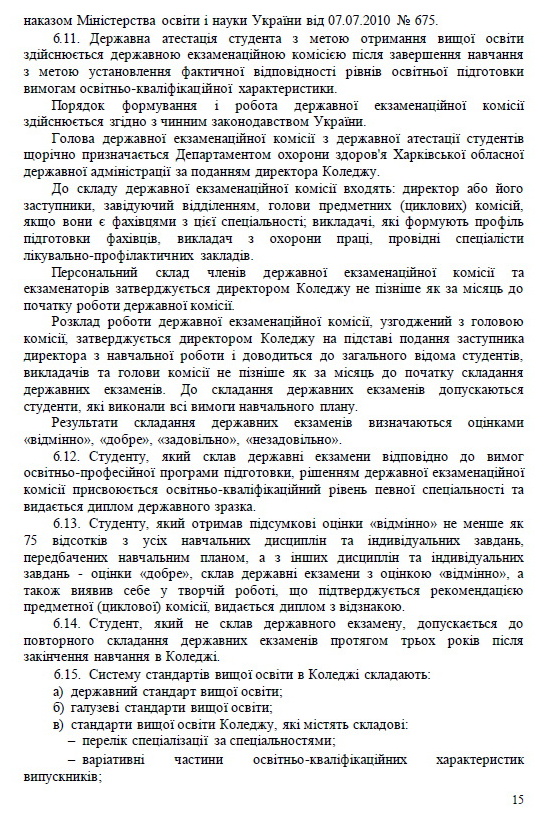 наказом Міністерства освіти і науки України від 07.07.2010 № 675.
6.11. Державна атестація студента з метою отримання вищої освіти
здійснюється державною екзаменаційною комісією після завершення навчання
з метою установлення фактичної відповідності рівнів освітньої підготовки
вимогам освітньо-кваліфікаційної характеристики.
Порядок формування і робота державної екзаменаційної комісії
здійснюється згідно з чинним законодавством України.
Голова державної екзаменаційної комісії з державної атестації студентів
щорічно призначається Департаментом охорони здоров'я Харківської обласної
державної адміністрації за поданням директора Коледжу.
До складу державної екзаменаційної комісії входять: директор або його
заступники, завідуючий відділенням, голови предметних (циклових) комісій,
якщо вони є фахівцями з цієї спеціальності; викладачі, які формують профіль
підготовки фахівців, викладач з охорони праці, провідні спеціалісти
лікувально-профілактичних закладів.
Персональний склад членів державної екзаменаційної комісії та
екзаменаторів затверджується директором Коледжу не пізніше як за місяць до
початку роботи державної комісії.
Розклад роботи державної екзаменаційної комісії, узгоджений з головою
комісії, затверджується директором Коледжу на підставі подання заступника
директора з навчальної роботи і доводиться до загального відома студентів,
викладачів та голови комісії не пізніше як за місяць до початку складання
державних екзаменів. До складання державних екзаменів допускаються
студенти, які виконали всі вимоги навчального плану.
Результати складання державних екзаменів визначаються оцінками
«відмінно», «добре», «задовільно», «незадовільно».
6.12. Студенту, який склав державні екзамени відповідно до вимог
освітньо-професійної програми підготовки, рішенням державної екзаменаційної
комісії присвоюється освітньо-кваліфікаційний рівень певної спеціальності та
видається диплом державного зразка.
6.13. Студенту, який отримав підсумкові оцінки «відмінно» не менше як
75 відсотків з усіх навчальних дисциплін та індивідуальних завдань,
передбачених навчальним планом, а з інших дисциплін та індивідуальних
завдань - оцінки «добре», склав державні екзамени з оцінкою «відмінно», а
також виявив себе у творчій роботі, що підтверджується рекомендацією
предметної (циклової) комісії, видається диплом з відзнакою.
6.14. Студент, який не склав державного екзамену, допускається до
повторного складання державних екзаменів протягом трьох років після
закінчення навчання в Коледжі.
6.15. Систему стандартів вищої освіти в Коледжі складають:
а) державний стандарт вищої освіти;
б) галузеві стандарти вищої освіти;
в) стандарти вищої освіти Коледжу, які містять складові:
– перелік спеціалізації за спеціальностями;
– варіативні частини освітньо-кваліфікаційних характеристик
випускників;
15